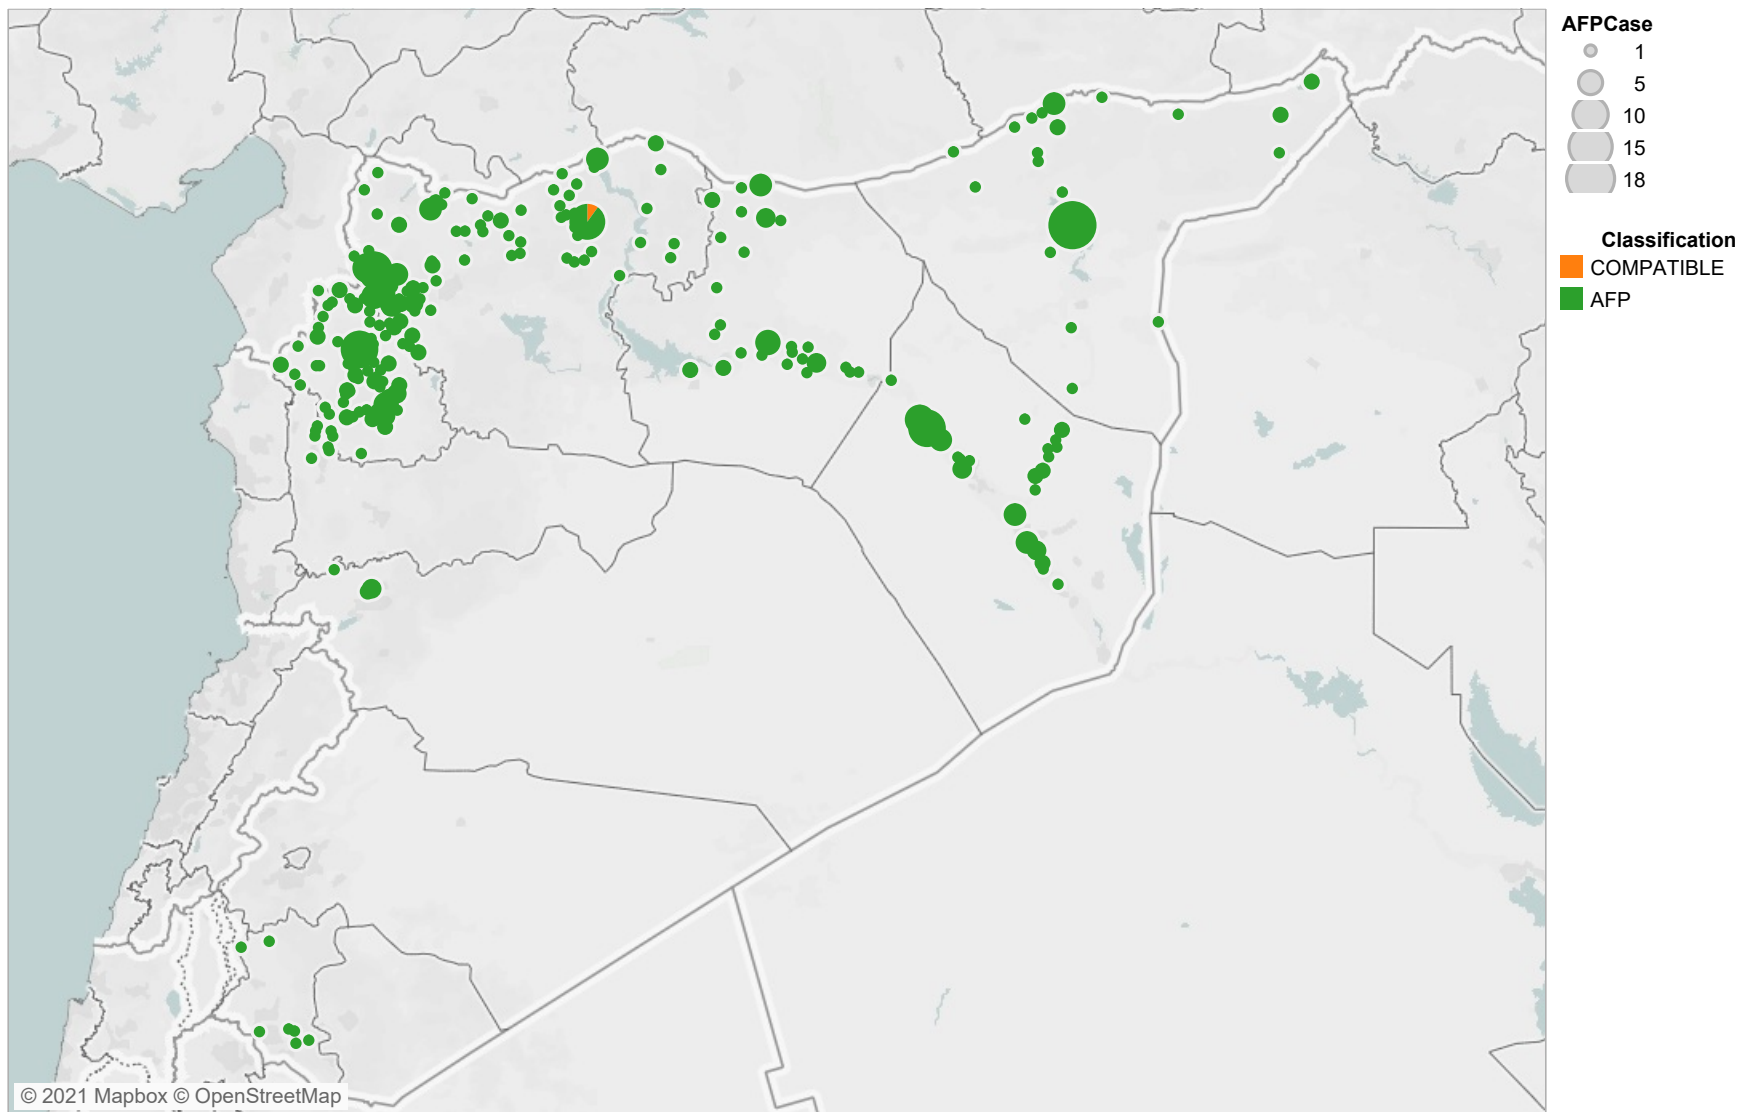 AFPCase
1
5
10
15
18
Classification
COMPATIBLE
AFP
© 2021 Mapbox © OpenStreetMap